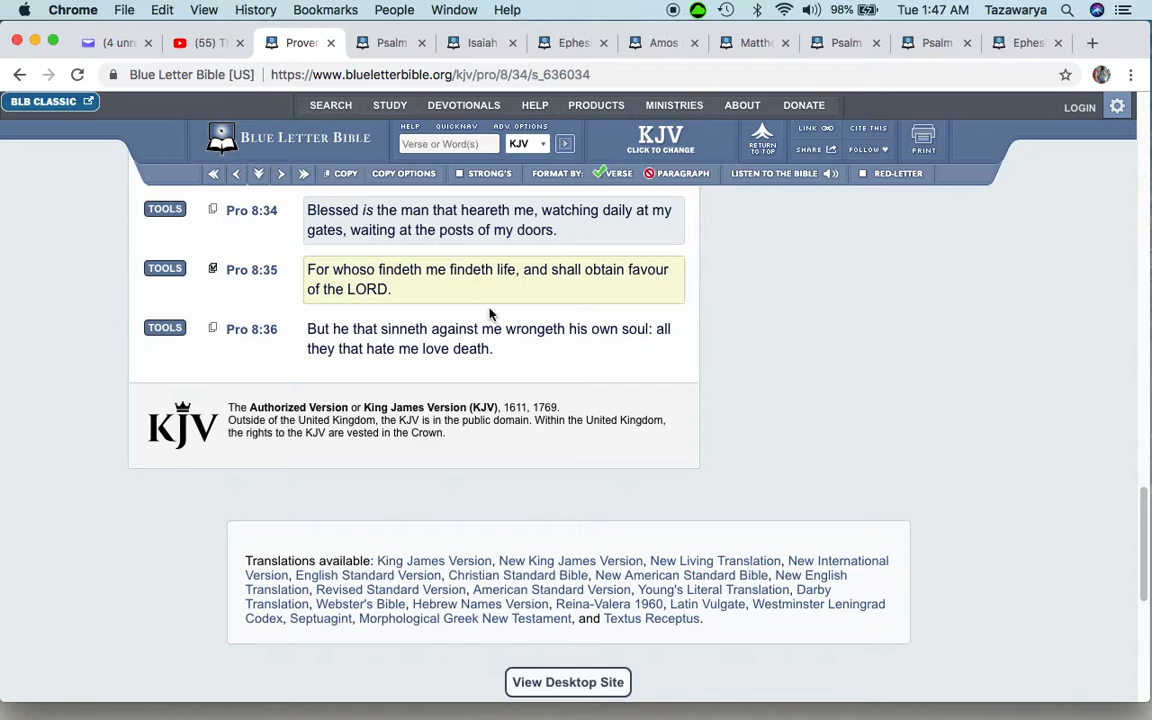 Chrome File Edit View History Bookmarks People Window Help 98% Tue 1:47 AM Tazawarya
(4 unre (55) Th Prover Psalm Isaiah Ephes Amos Matthe Psalm Psalm Ephes
Blue Letter Bible [US] https://www.blueletterbible.org/kjv/pro/8/34/s_636034
BLB CLASSIC SEARCH STUDY DEVOTIONALS HELP PRODUCTS MINISTRIES ABOUT DONATE LOGIN
HELP QUICKNAV ADV. OPTIONS
BLUE LETTER BIBLE Verse or Word(s) KJV
KJV
CLICK TO CHANGE
RETURN
TO TOP
LINK CITE THIS
SHARE FOLLOW
PRINT
COPY COPY OPTIONS STRONG'S FORMAT BY: VERSE PARAGRAPH LISTEN TO THE BIBLE RED-LETTER
TOOLS Pro 8:34 Blessed is the man that heareth me, watching daily at my
gates, waiting at the posts of my doors.
TOOLS Pro 8:35 For whoso findeth me findeth life, and shall obtain favour
of the LORD.
TOOLS Pro 8:36 But he that sinneth against me wrongeth his own soul: all
they that hate me love death.
KJV
The Authorized Version or King James Version (KJV), 1611, 1769.
Outside of the United Kingdom, the KJV is in the public domain. Within the United Kingdom,
the rights to the KJV are vested in the Crown.
Translations available: King James Version, New King James Version, New Living Translation, New International
Version, English Standard Version, Christian Standard Bible, New American Standard Bible, New English
Translation, Revised Standard Version, American Standard Version, Young's Literal Translation, Darby
Translation, Webster's Bible, Hebrew Names Version, Reina-Valera 1960, Latin Vulgate, Westminster Leningrad
Codex, Septuagint, Morphological Greek New Testament, and Textus Receptus.
View Desktop Site